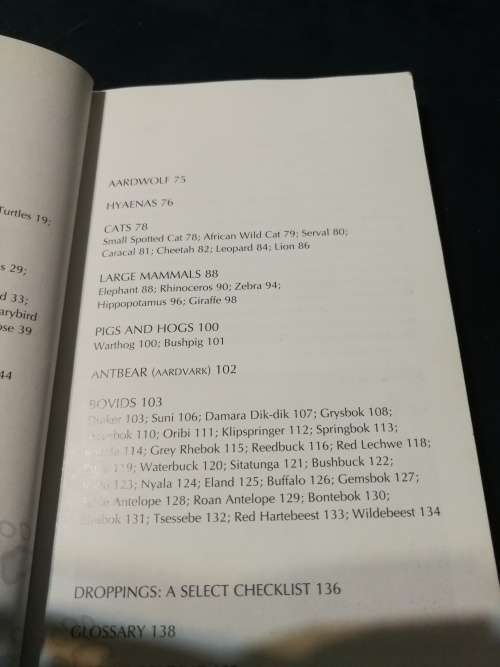 Turtles 19;
s 29;
d 33;
arybird
ose 39
44
AARDWOLF 75
HYAENAS 76
CATS 78
Small Spotted Cat 78; African Wild Cat 79; Serval 80;
Caracal 81; Cheetah 82; Leopard 84; Lion 86
LARGE MAMMALS 88
Elephant 88; Rhinoceros 90; Zebra 94;
Hippopotamus 96; Giraffe 98
PIGS AND HOGS 100
Warthog 100; Bushpig 101
ANTBEAR (AARDVARK) 102
BOVIDS 103
Duiker 103; Suni 106; Damara Dik-dik 107; Grysbok 108;
110; Oribi 111; Klipspringer 112; Springbok 113;
114; Grey Rhebok 115; Reedbuck 116; Red Lechwe 118;
119; Waterbuck 120; Sitatunga 121; Bushbuck 122;
123; Nyala 124; Eland 125; Buffalo 126; Gemsbok 127;
Antelope 128; Roan Antelope 129; Bontebok 130;
131; Tsessebe 132; Red Hartebeest 133; Wildebeest 134
DROPPINGS: A SELECT CHECKLIST 136
GLOSSARY 138